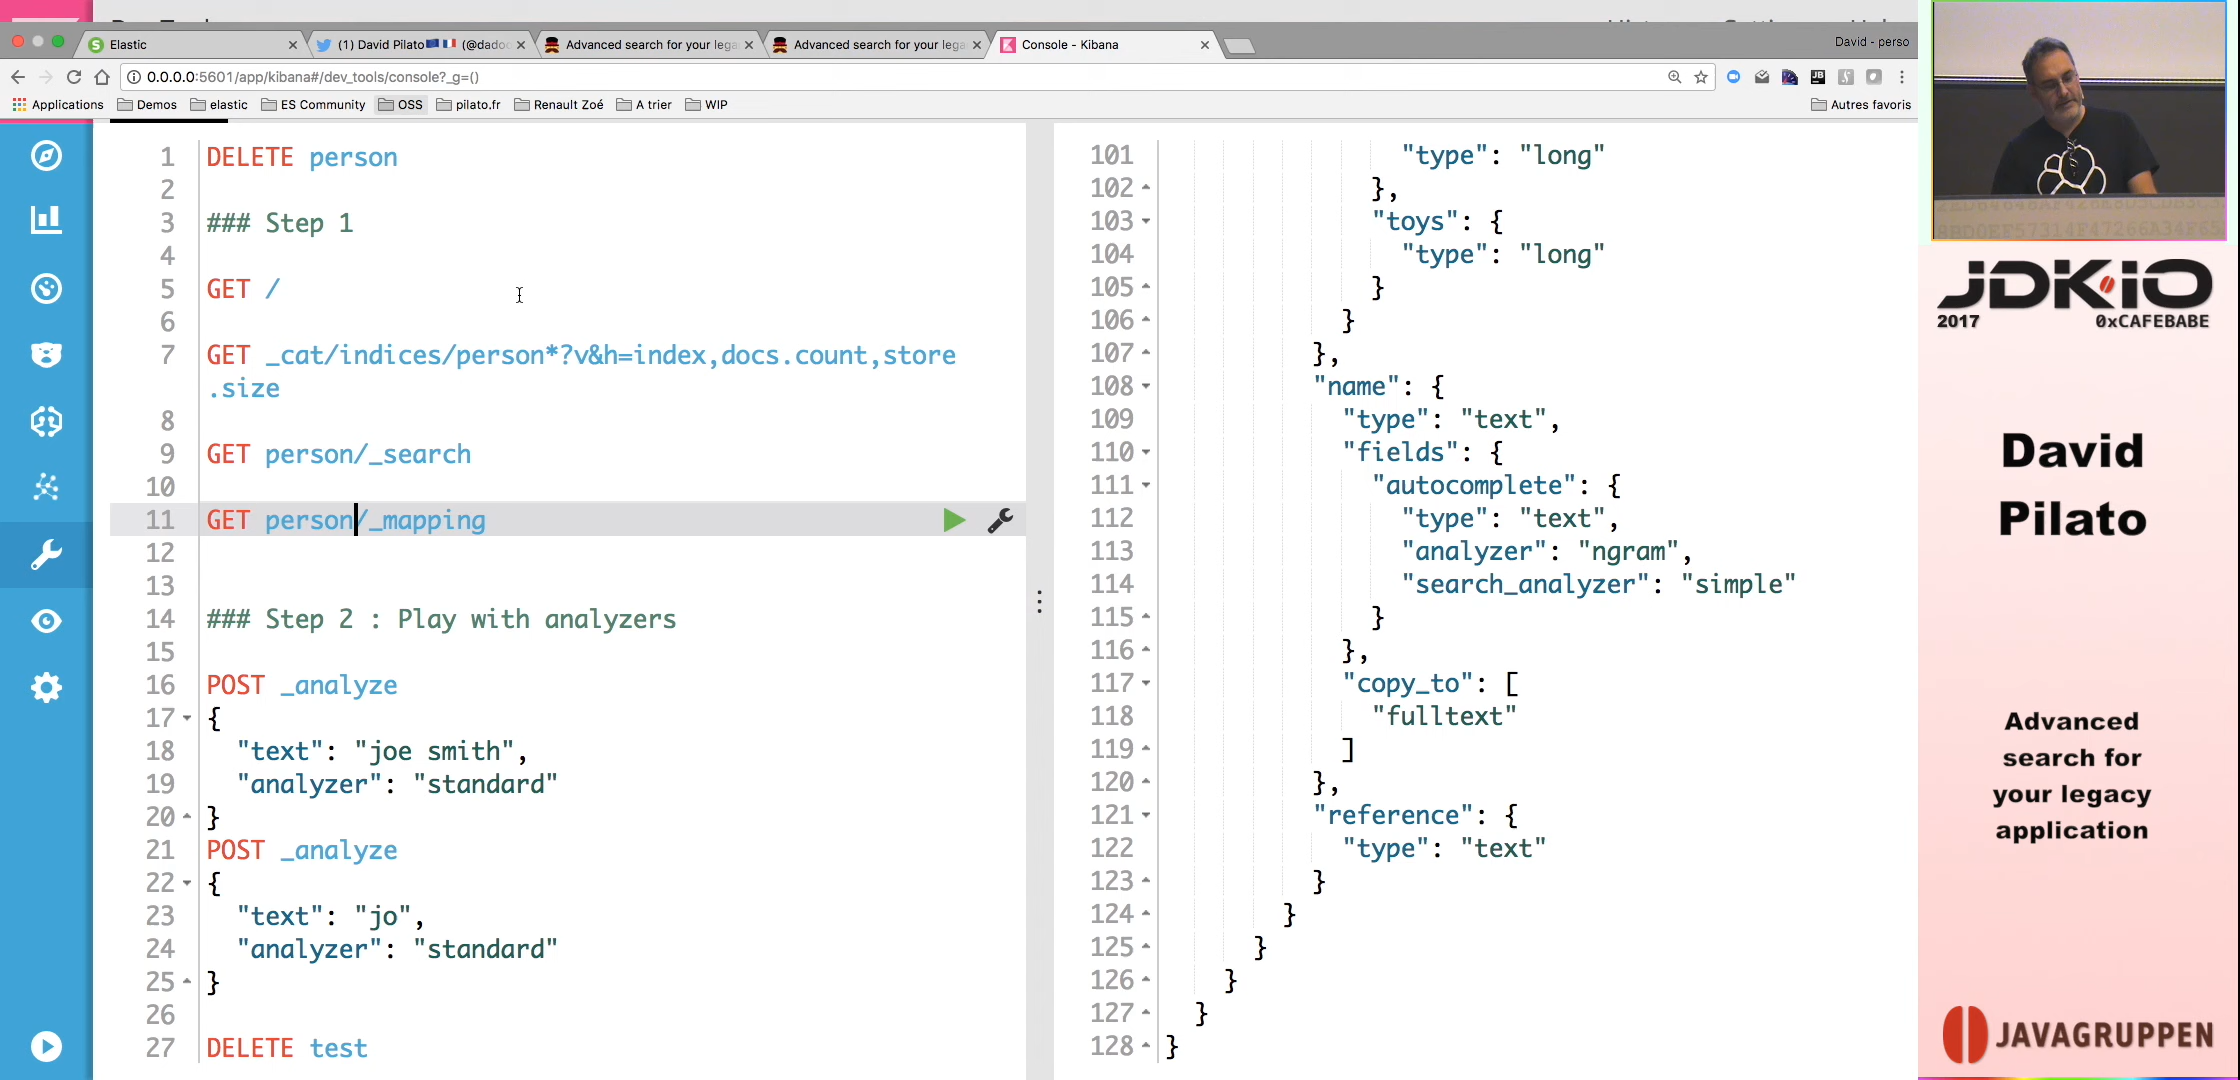 Elastic
(1) David Pilato (@dado
Advanced search for your lega
Advanced search for your lega
Console - Kibana
David - perso
0.0.0.0:5601/app/kibana#/dev_tools/console?_g=()
Applications
Demos
elastic
ES Community
OSS
pilato.fr
Renault Zoé
A trier
WIP
Autres favoris
1 DELETE person
2
3 ### Step 1
4
5 GET /
6
7 GET _cat/indices/person*?v&h=index,docs.count,store
.size
8
9 GET person/_search
10
11 GET person/_mapping
12
13
14 ### Step 2 : Play with analyzers
15
16 POST _analyze
17 {
18 "text": "joe smith",
19 "analyzer": "standard"
20 }
21 POST _analyze
22 {
23 "text": "jo",
24 "analyzer": "standard"
25 }
26
27 DELETE test
101 "type": "long"
102 },
103 "toys": {
104 "type": "long"
105 }
106 }
107 },
108 "name": {
109 "type": "text",
110 "fields": {
111 "autocomplete": {
112 "type": "text",
113 "analyzer": "ngram",
114 "search_analyzer": "simple"
115 }
116 },
117 "copy_to": [
118 "fulltext"
119 ]
120 },
121 "reference": {
122 "type": "text"
123 }
124 }
125 }
126 }
127 }
128 }
JDK.IO
2017 0xCAFEBABE
David
Pilato
Advanced
search for
your legacy
application
JAVAGRUPPEN